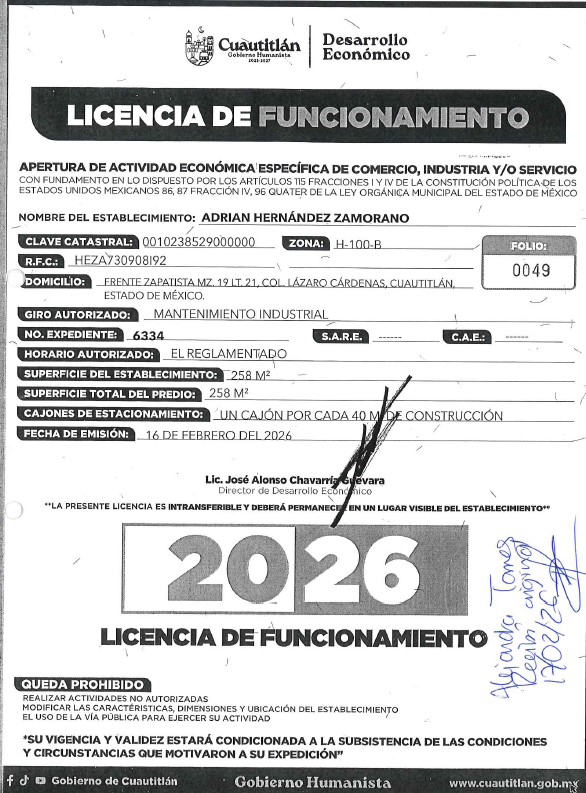 Cuautitlán
Gobierno Humanista
2025-2027
Desarrollo
Económico
LICENCIA DE FUNCIONAMIENTO
APERTURA DE ACTIVIDAD ECONÓMICA ESPECÍFICA DE COMERCIO, INDUSTRIA Y/O SERVICIO
CON FUNDAMENTO EN LO DISPUESTO POR LOS ARTÍCULOS 115 FRACCIONES I Y IV DE LA CONSTITUCIÓN POLÍTICA DE LOS
ESTADOS UNIDOS MEXICANOS 86, 87 FRACCIÓN IV, 96 QUATER DE LA LEY ORGÁNICA MUNICIPAL DEL ESTADO DE MÉXICO
NOMBRE DEL ESTABLECIMIENTO: ADRIAN HERNÁNDEZ ZAMORANO
CLAVE CATASTRAL: 0010238529000000 ZONA: H-100-B
FOLIO:
0049
R.F.C.: HEZA730908I92
DOMICILIO: FRENTE ZAPATISTA MZ. 19 LT. 21, COL. LÁZARO CÁRDENAS, CUAUTITLÁN,
ESTADO DE MÉXICO.
GIRO AUTORIZADO: MANTENIMIENTO INDUSTRIAL
NO. EXPEDIENTE: 6334 S.A.R.E. ------ C.A.E.: ------
HORARIO AUTORIZADO: EL REGLAMENTADO
SUPERFICIE DEL ESTABLECIMIENTO: 258 M²
SUPERFICIE TOTAL DEL PREDIO: 258 M²
CAJONES DE ESTACIONAMIENTO: UN CAJÓN POR CADA 40 M² DE CONSTRUCCIÓN
FECHA DE EMISIÓN: 16 DE FEBRERO DEL 2026
Lic. José Alonso Chavarría Guevara
Director de Desarrollo Económico
**LA PRESENTE LICENCIA ES INTRANSFERIBLE Y DEBERÁ PERMANECER EN UN LUGAR VISIBLE DEL ESTABLECIMIENTO**
2026
LICENCIA DE FUNCIONAMIENTO
Alejandra Torres
Recibí original
17/02/26
QUEDA PROHIBIDO
REALIZAR ACTIVIDADES NO AUTORIZADAS
MODIFICAR LAS CARACTERÍSTICAS, DIMENSIONES Y UBICACIÓN DEL ESTABLECIMIENTO
EL USO DE LA VÍA PÚBLICA PARA EJERCER SU ACTIVIDAD
*SU VIGENCIA Y VALIDEZ ESTARÁ CONDICIONADA A LA SUBSISTENCIA DE LAS CONDICIONES
Y CIRCUNSTANCIAS QUE MOTIVARON A SU EXPEDICIÓN"
Gobierno de Cuautitlán
Gobierno Humanista
www.cuautitlan.gob.mx